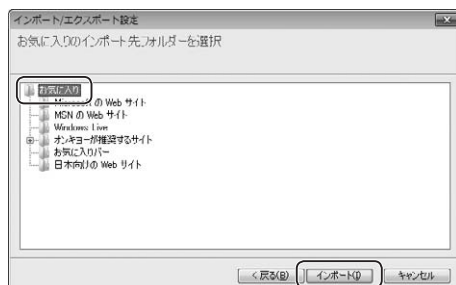 インポート/エクスポート設定
お気に入りのインポート先フォルダーを選択
お気に入り
Microsoft の Web サイト
MSN の Web サイト
Windows Live
オンキヨーが推奨するサイト
お気に入りバー
日本向けの Web サイト
< 戻る(B)
インポート(I)
キャンセル